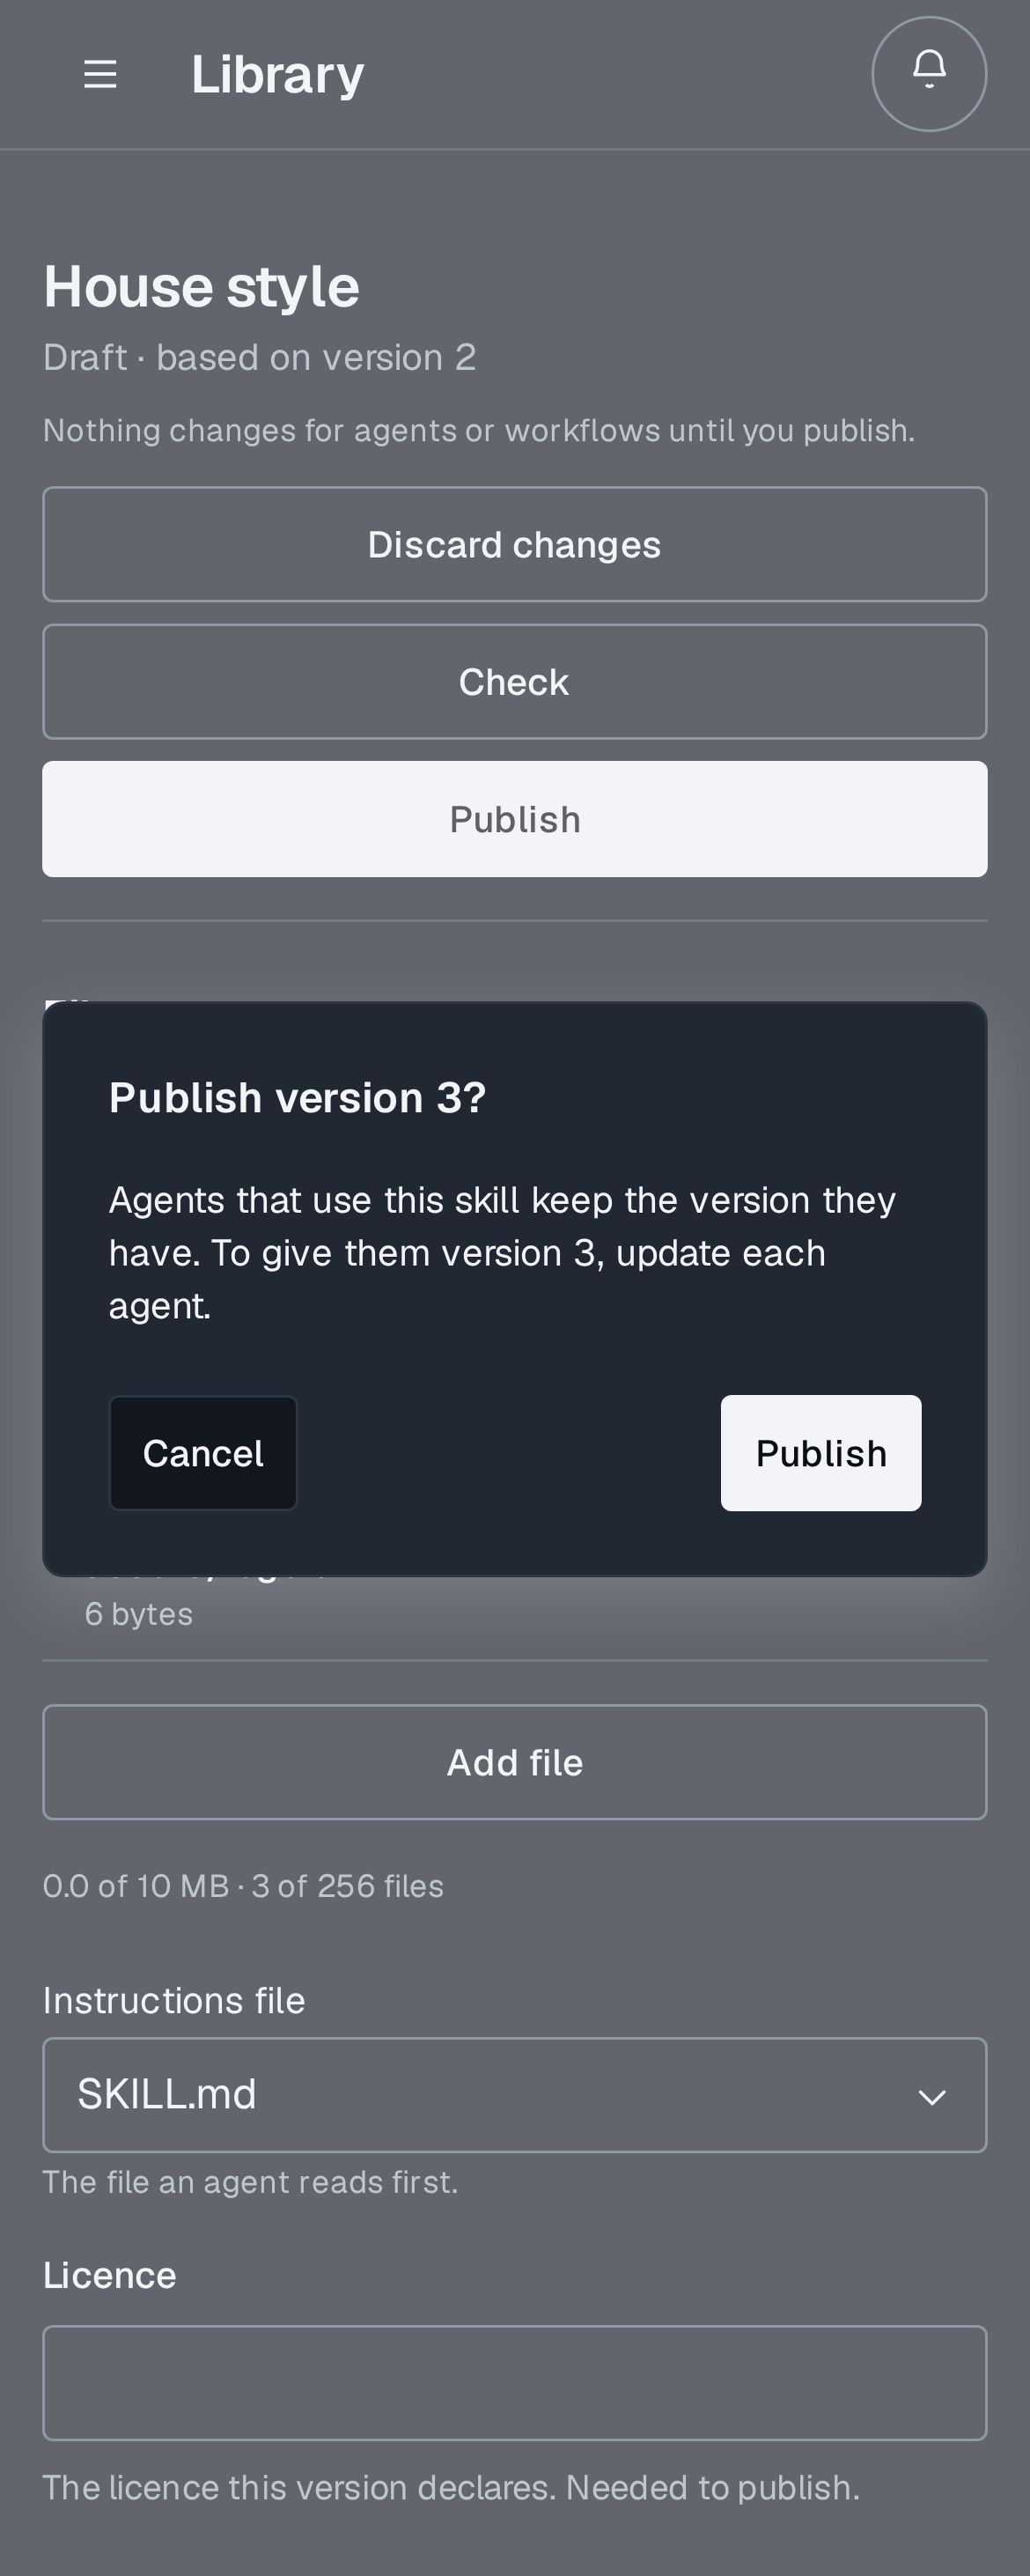 Library
House style
Draft · based on version 2
Nothing changes for agents or workflows until you publish.
Discard changes
Check
Publish
Publish version 3?
Agents that use this skill keep the version they
have. To give them version 3, update each
agent.
Cancel
Publish
6 bytes
Add file
0.0 of 10 MB · 3 of 256 files
Instructions file
SKILL.md
The file an agent reads first.
Licence
The licence this version declares. Needed to publish.